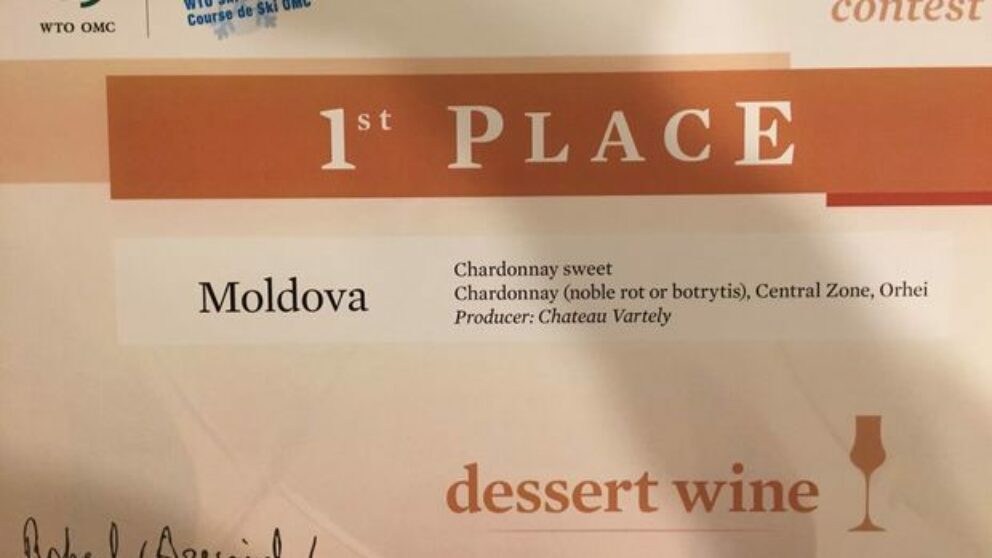 WTO OMC
Course de Ski OMC
contest
1st PLACE
Moldova
Chardonnay sweet
Chardonnay (noble rot or botrytis), Central Zone, Orhei
Producer: Chateau Vartely
dessert wine